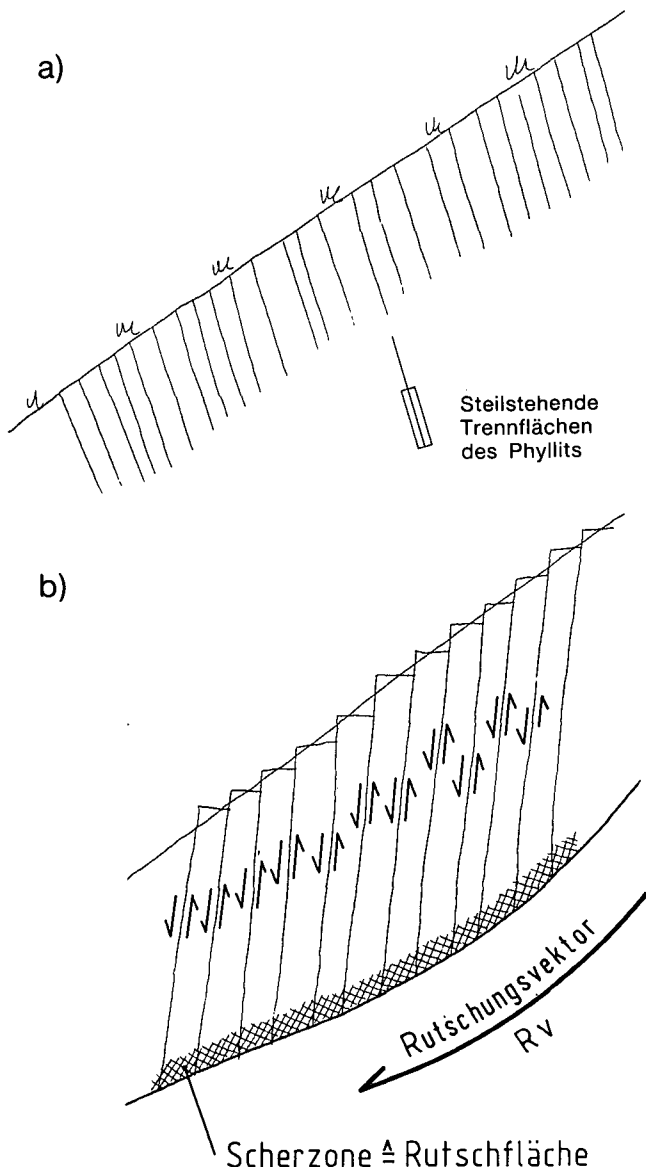 a)
Steilstehende
Trennflächen
des Phyllits
b)
Rutschungsvektor
Rv
Scherzone ≙ Rutschfläche